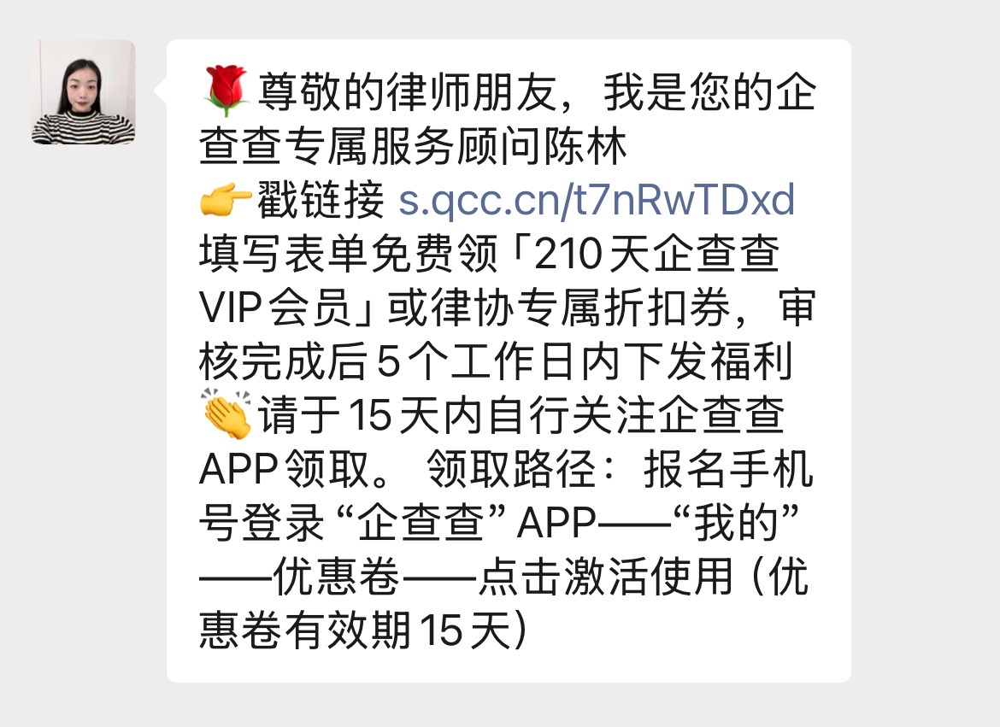 🌹尊敬的律师朋友，我是您的企
查查专属服务顾问陈林
👉戳链接 s.qcc.cn/t7nRwTDxd
填写表单免费领「210天企查查
VIP会员」或律协专属折扣券，审
核完成后5个工作日内下发福利
👏请于15天内自行关注企查查
APP领取。 领取路径：报名手机
号登录 “企查查” APP——“我的”
——优惠卷——点击激活使用（优
惠卷有效期15天）